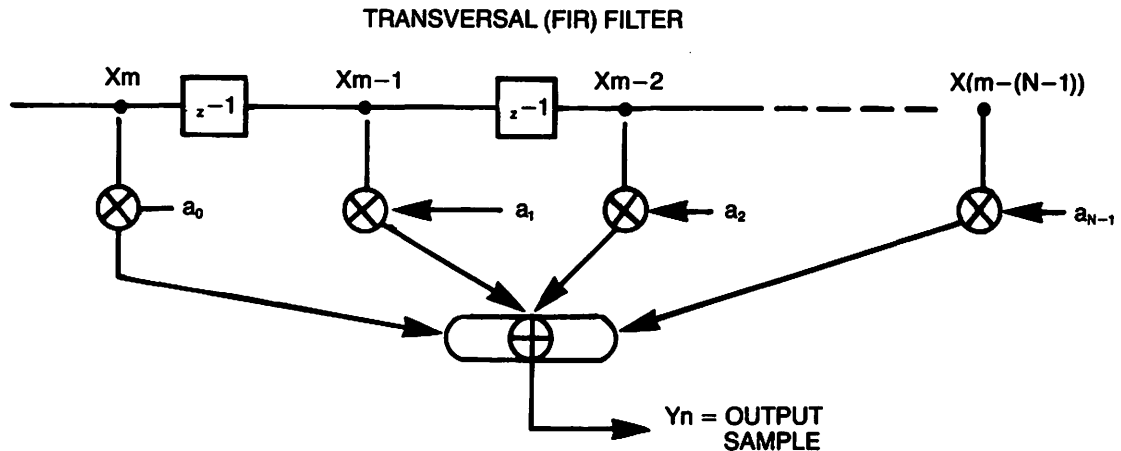 TRANSVERSAL (FIR) FILTER
Xm
Xm-1
Xm-2
X(m-(N-1))
z-1
z-1
a₀
a₁
a₂
aN-1
Yn = OUTPUT
SAMPLE